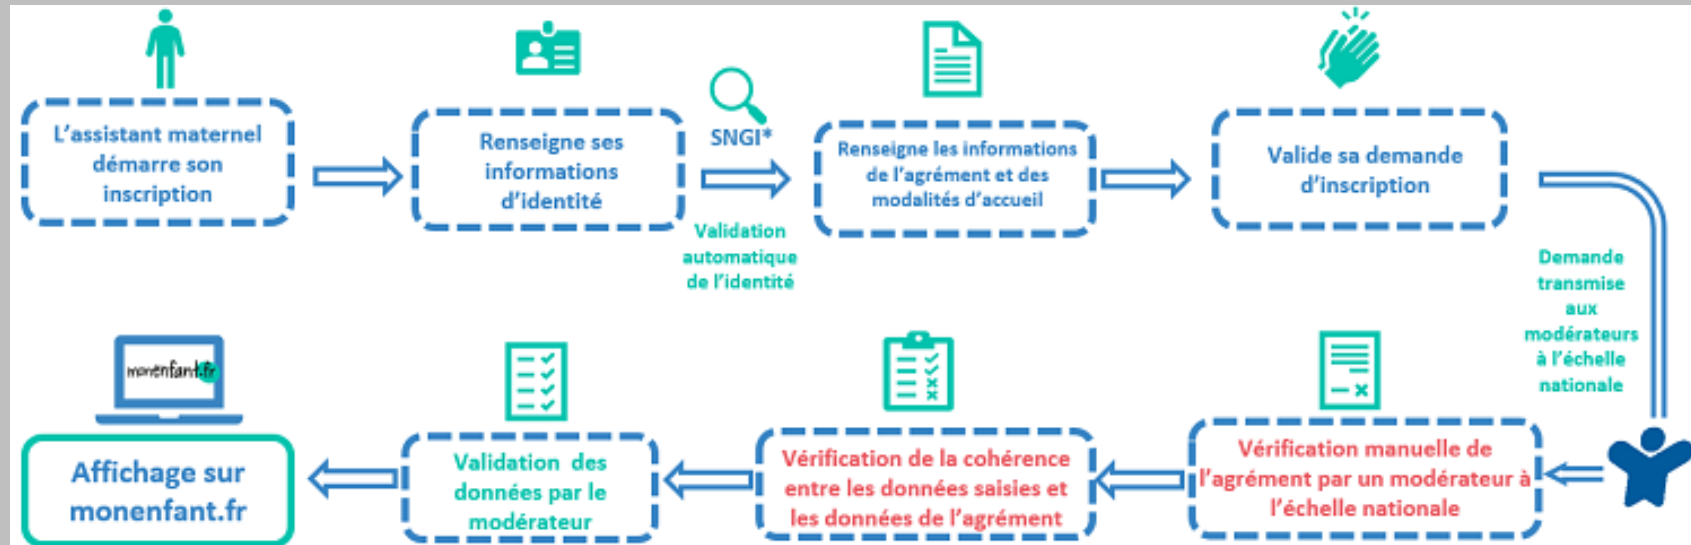 L'assistant maternel
démarre son
inscription
Renseigne ses
informations
d'identité
SNGI*
Validation
automatique
de l'identité
Renseigne les informations
de l'agrément et des
modalités d'accueil
Valide sa demande
d'inscription
Demande
transmise
aux
modérateurs
à l'échelle
nationale
Vérification manuelle de
l'agrément par un modérateur à
l'échelle nationale
Vérification de la cohérence
entre les données saisies et
les données de l'agrément
Validation des
données par le
modérateur
monenfant.fr
Affichage sur
monenfant.fr